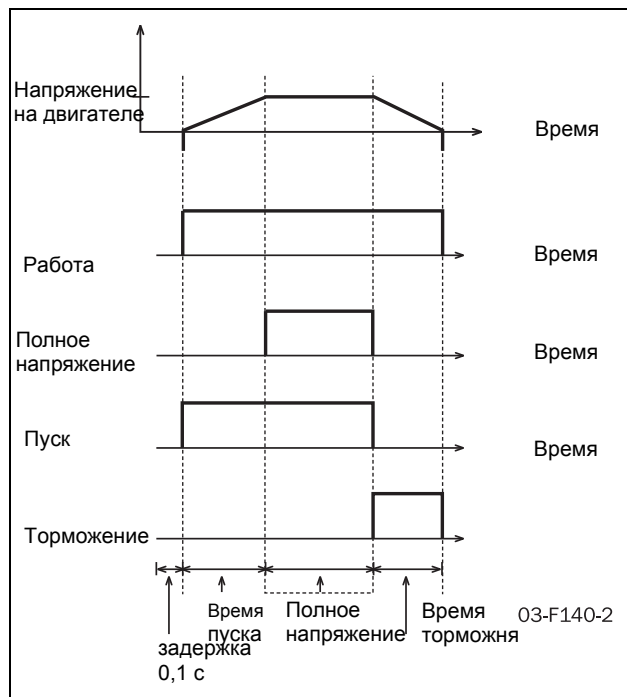 Напряжение
на двигателе
Время
Работа
Время
Полное
напряжение
Время
Пуск
Время
Торможение
задержка
0,1 с
Время
пуска
Полное
напряжение
Время
торможня
03-F140-2